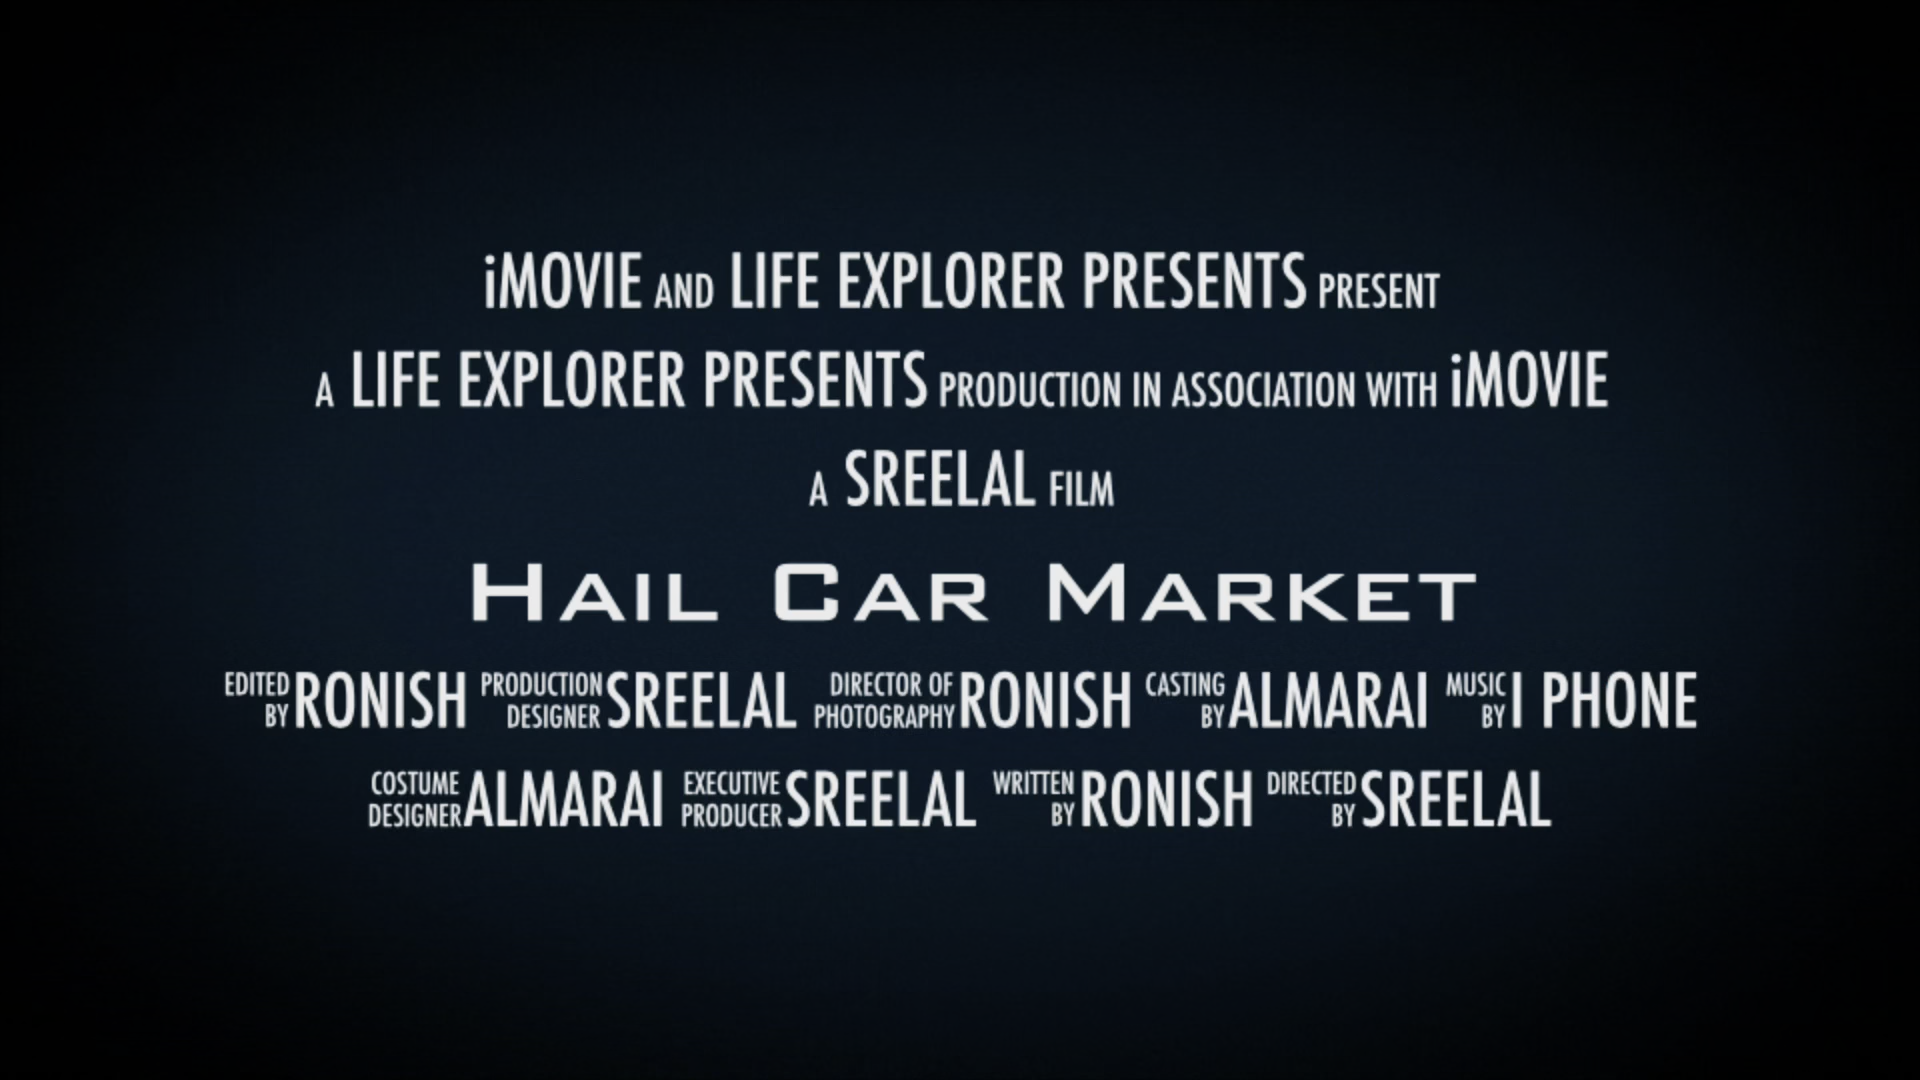 iMOVIE AND LIFE EXPLORER PRESENTS PRESENT
A LIFE EXPLORER PRESENTS PRODUCTION IN ASSOCIATION WITH iMOVIE
A SREELAL FILM
HAIL CAR MARKET
EDITED BY RONISH PRODUCTION DESIGNER SREELAL DIRECTOR OF PHOTOGRAPHY RONISH CASTING BY ALMARAI MUSIC BY I PHONE
COSTUME DESIGNER ALMARAI EXECUTIVE PRODUCER SREELAL WRITTEN BY RONISH DIRECTED BY SREELAL